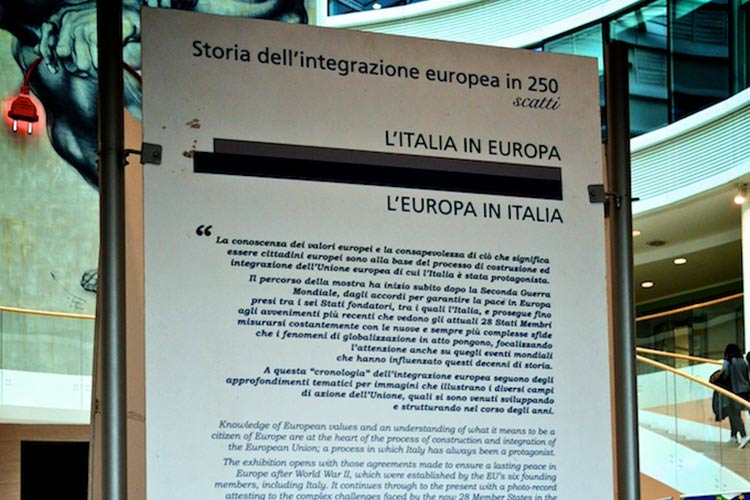 Storia dell'integrazione europea in 250
scatti
L'ITALIA IN EUROPA
L'EUROPA IN ITALIA
“ La conoscenza dei valori europei e la consapevolezza di ciò che significa
essere cittadini europei sono alla base del processo di costruzione ed
integrazione dell'Unione europea di cui l'Italia è stata protagonista.
Il percorso della mostra ha inizio subito dopo la Seconda Guerra
Mondiale, dagli accordi per garantire la pace in Europa
presi tra i sei Stati fondatori, tra i quali l'Italia, e prosegue fino
agli avvenimenti più recenti che vedono gli attuali 28 Stati Membri
misurarsi costantemente con le nuove e sempre più complesse sfide
che i fenomeni di globalizzazione in atto pongono, focalizzando
l'attenzione anche su quegli eventi mondiali
che hanno influenzato questi decenni di storia.
A questa “cronologia” dell'integrazione europea seguono degli
approfondimenti tematici per immagini che illustrano i diversi campi
di azione dell'Unione, quali si sono venuti sviluppando
e strutturando nel corso degli anni.
Knowledge of European values and an understanding of what it means to be a
citizen of Europe are at the heart of the process of construction and integration of
the European Union; a process in which Italy has always been a protagonist.
The exhibition opens with those agreements made to ensure a lasting peace in
Europe after World War II, which were established by the EU's six founding
members, including Italy. It continues through to the present with a photo record
attesting to the complex challenges faced by the now 28 Member States in the